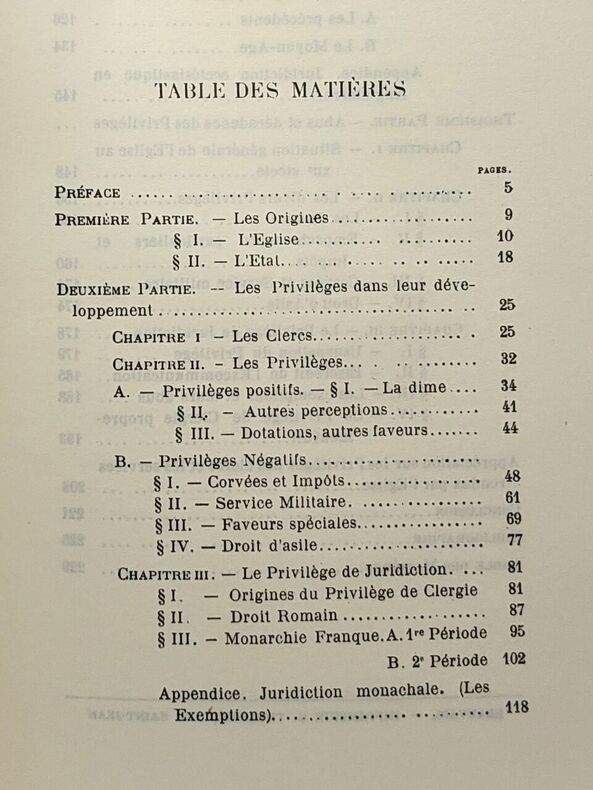 TABLE DES MATIÈRES
PAGES.
PRÉFACE 5
PREMIÈRE PARTIE. — Les Origines 9
§ I. — L'Eglise 10
§ II. — L'Etat 18
DEUXIÈME PARTIE. — Les Privilèges dans leur déve-
loppement 25
CHAPITRE I — Les Clercs 25
CHAPITRE II. — Les Privilèges 32
A. — Privilèges positifs. — § I. — La dime 34
§ II. — Autres perceptions 41
§ III. — Dotations, autres faveurs 44
B. — Privilèges Négatifs
§ I. — Corvées et Impôts 48
§ II. — Service Militaire. 61
§ III. — Faveurs spéciales 69
§ IV. — Droit d'asile 77
CHAPITRE III. — Le Privilège de Juridiction. 81
§ I. — Origines du Privilège de Clergie 81
§ II. — Droit Romain 87
§ III. — Monarchie Franque. A. 1re Période 95
B. 2e Période 102
Appendice. Juridiction monachale. (Les
Exemptions) 118